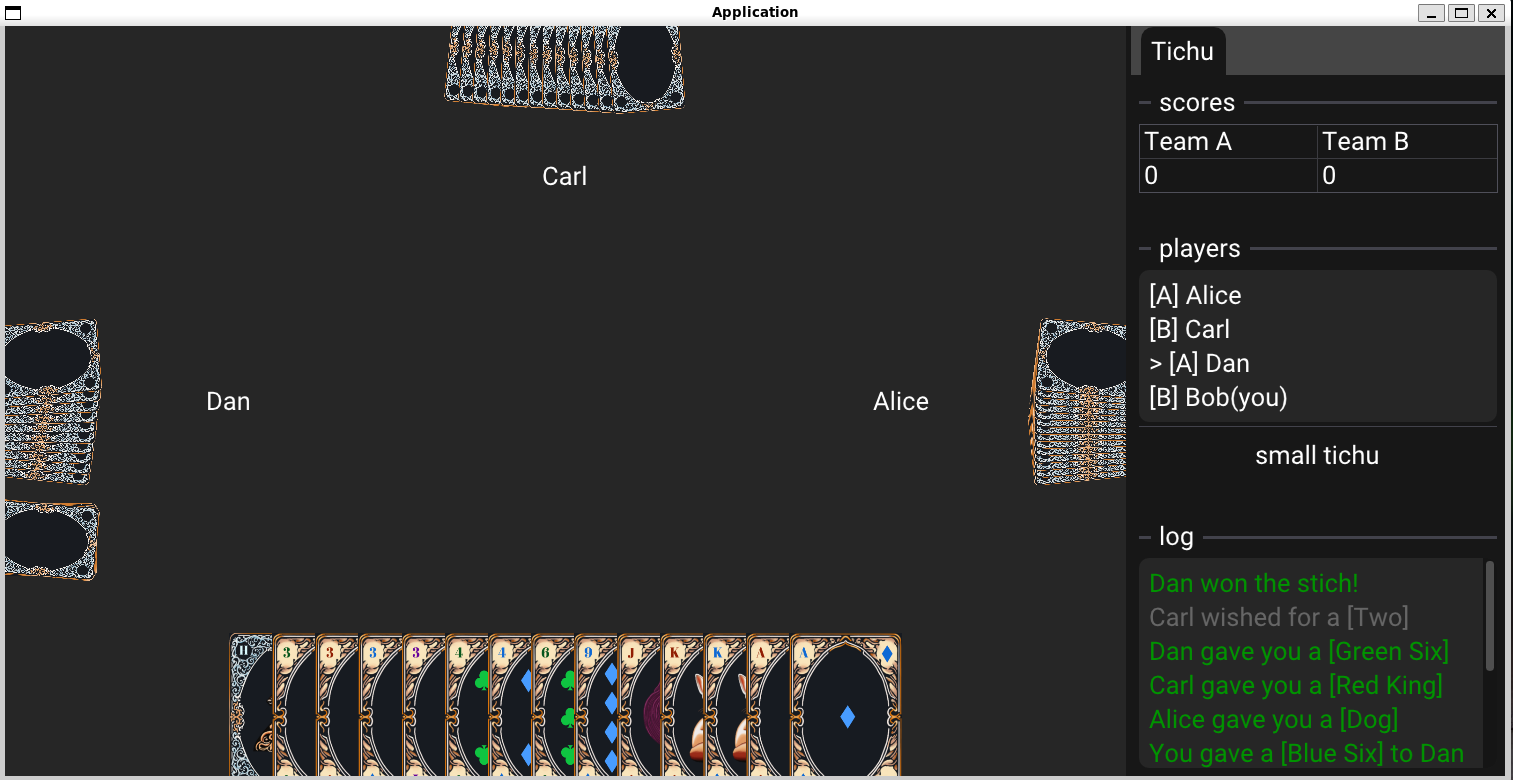 Application
Tichu
scores
Team A Team B
0 0
Carl
players
[A] Alice
[B] Carl
> [A] Dan
[B] Bob(you)
Dan
Alice
small tichu
log
Dan won the stich!
Carl wished for a [Two]
Dan gave you a [Green Six]
Carl gave you a [Red King]
Alice gave you a [Dog]
You gave a [Blue Six] to Dan
3 3 3 3 4 4 6 9 J K K A A